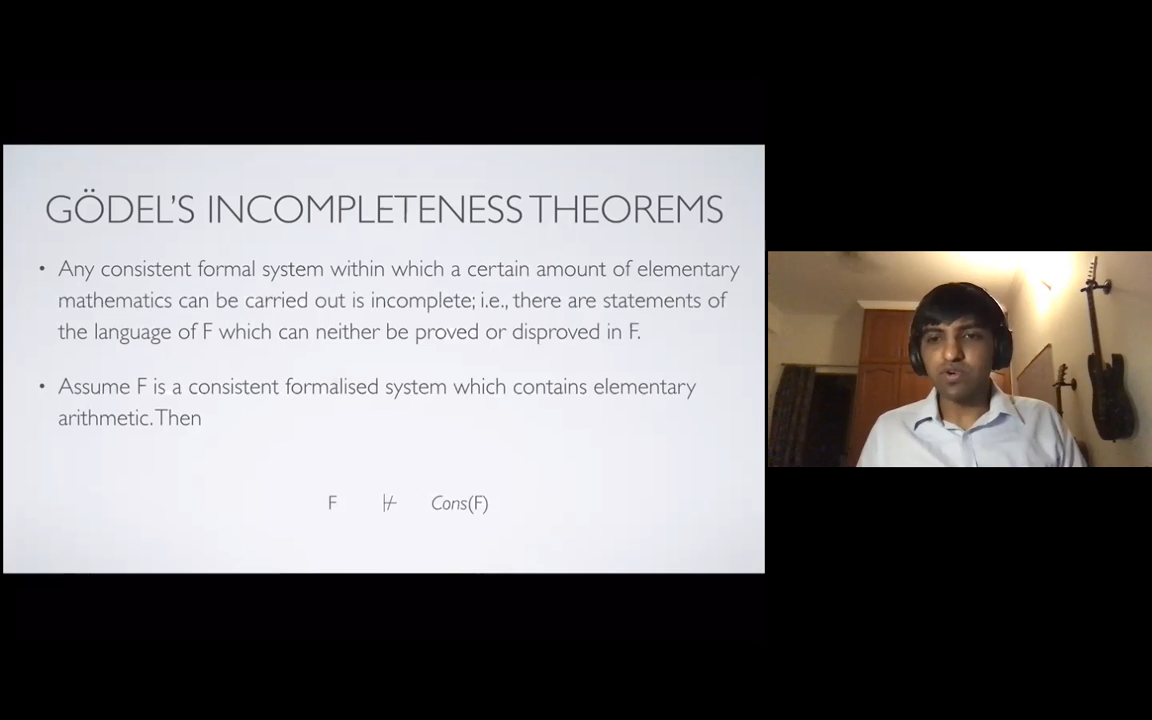 GÖDEL'S INCOMPLETENESS THEOREMS
• Any consistent formal system within which a certain amount of elementary
mathematics can be carried out is incomplete; i.e., there are statements of
the language of F which can neither be proved or disproved in F.
• Assume F is a consistent formalised system which contains elementary
arithmetic. Then
F ⊬ Cons(F)